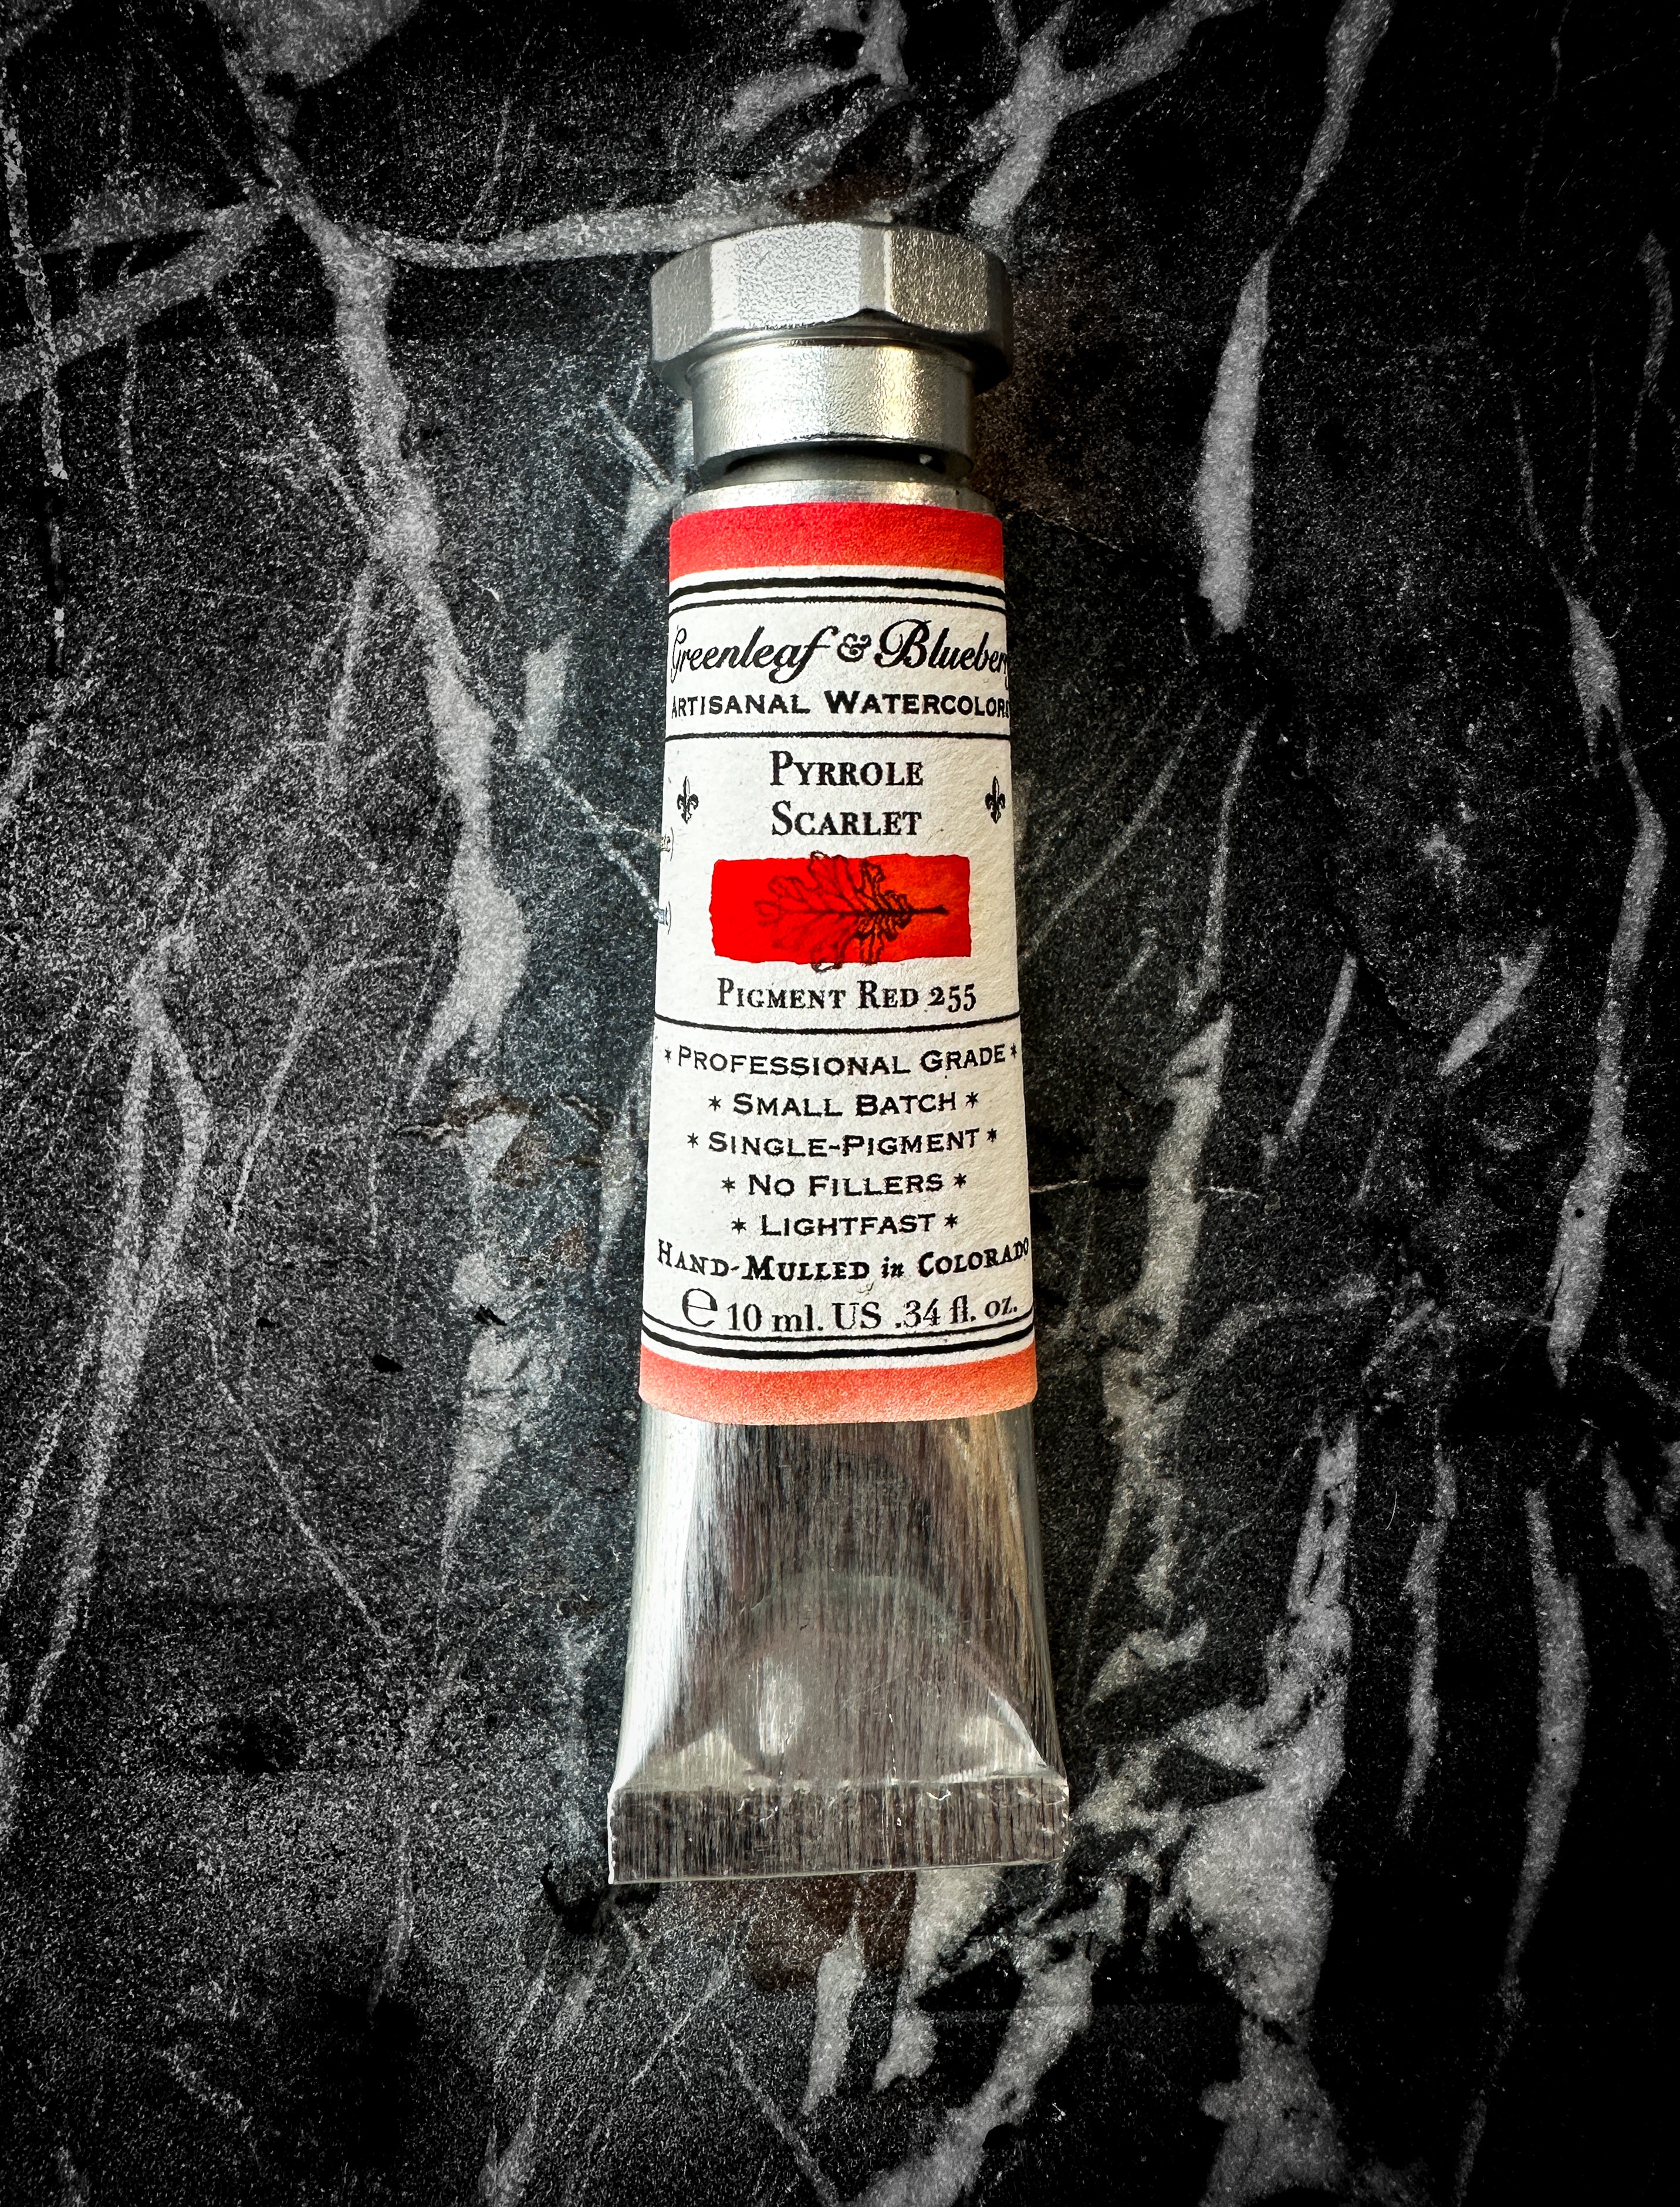 Greenleaf & Blueber
ARTISANAL WATERCOLORS
PYRROLE
SCARLET
PIGMENT RED 255
* PROFESSIONAL GRADE *
* SMALL BATCH *
* SINGLE-PIGMENT *
* NO FILLERS *
* LIGHTFAST *
HAND-MULLED in COLORADO
℮ 10 ml. US .34 fl. oz.